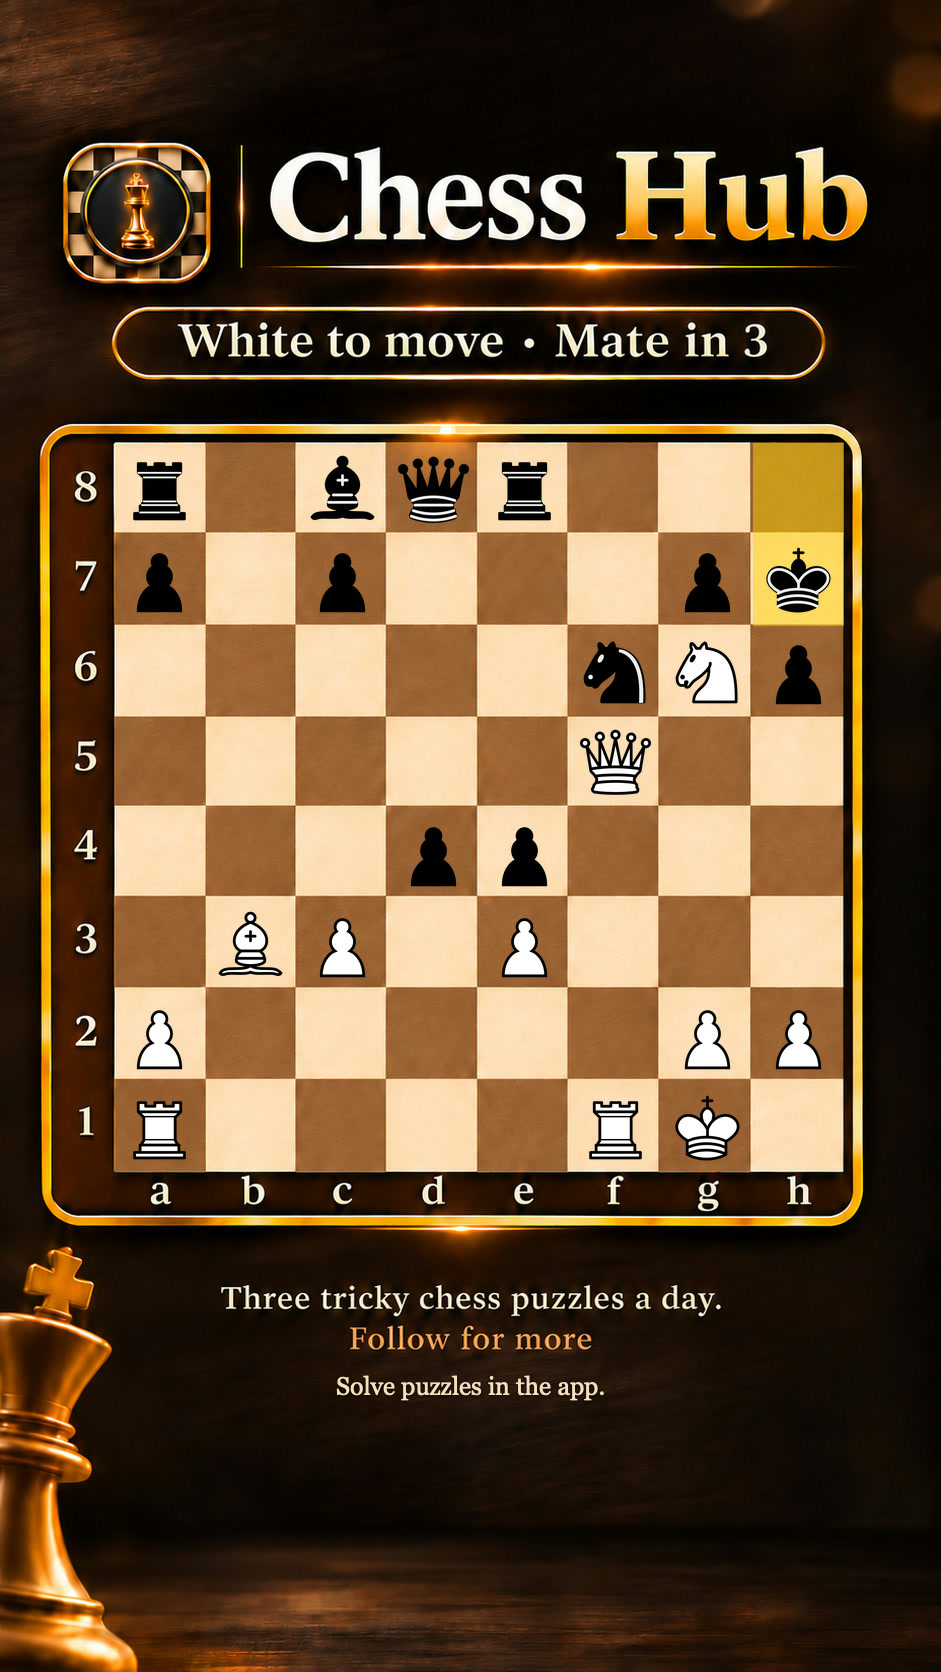 Chess Hub
White to move • Mate in 3
8
7
6
5
4
3
2
1
a b c d e f g h
Three tricky chess puzzles a day.
Follow for more
Solve puzzles in the app.